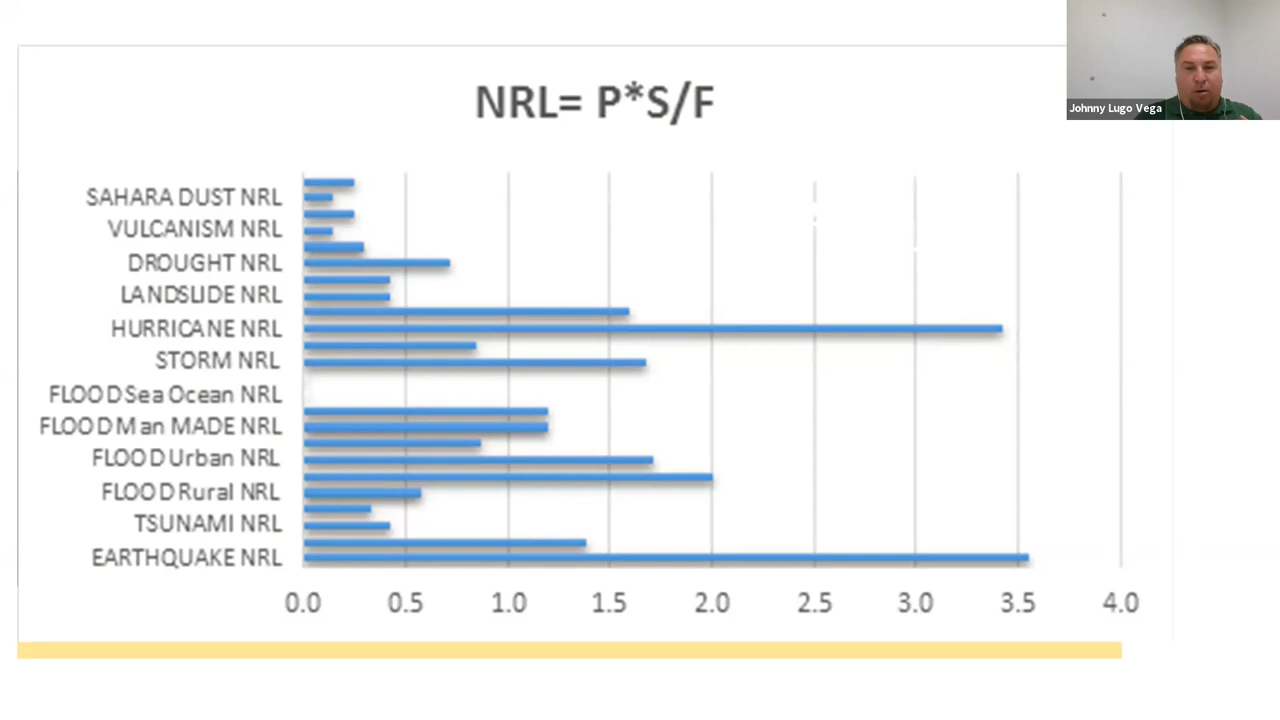 Johnny Lugo Vega
NRL= P*S/F
SAHARA DUST NRL
VULCANISM NRL
DROUGHT NRL
LANDSLIDE NRL
HURRICANE NRL
STORM NRL
FLOOD Sea Ocean NRL
FLOOD Man MADE NRL
FLOOD Urban NRL
FLOOD Rural NRL
TSUNAMI NRL
EARTHQUAKE NRL
0.0 0.5 1.0 1.5 2.0 2.5 3.0 3.5 4.0